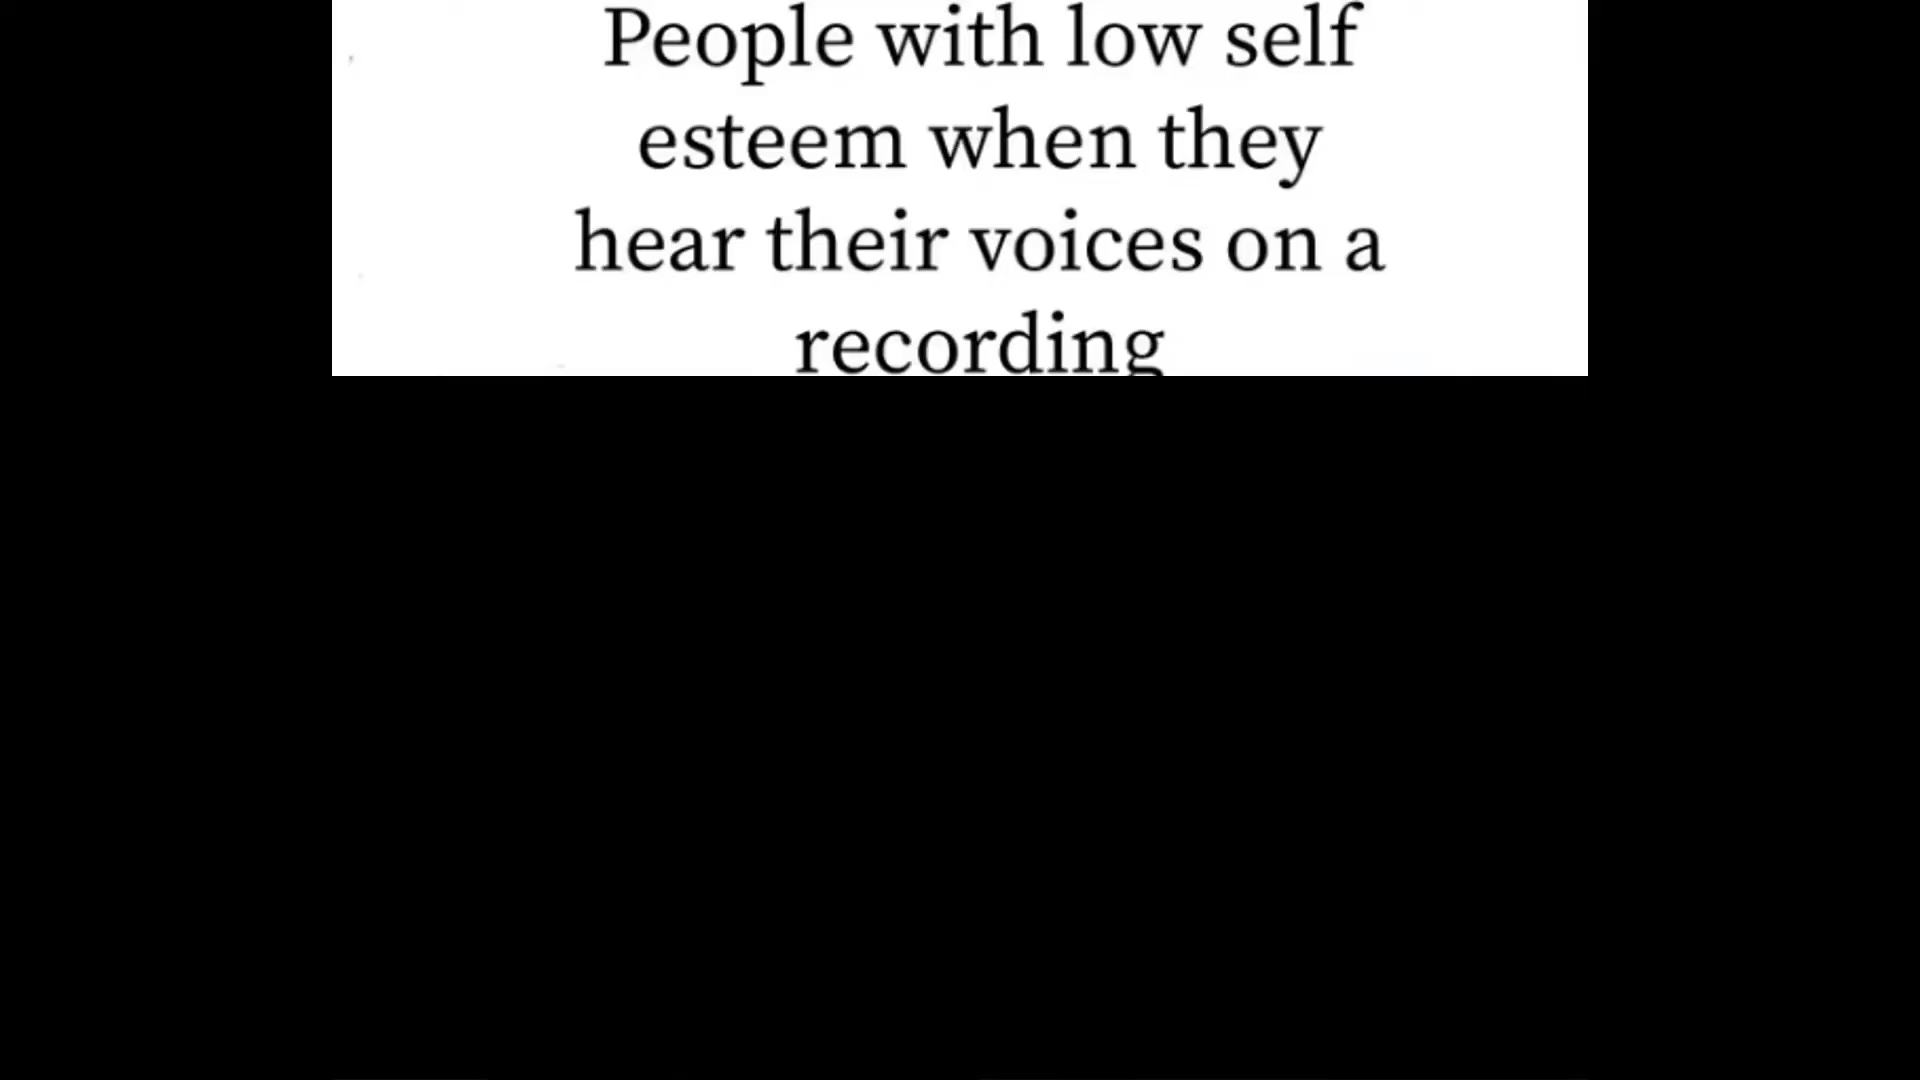 People with low self
esteem when they
hear their voices on a
recording